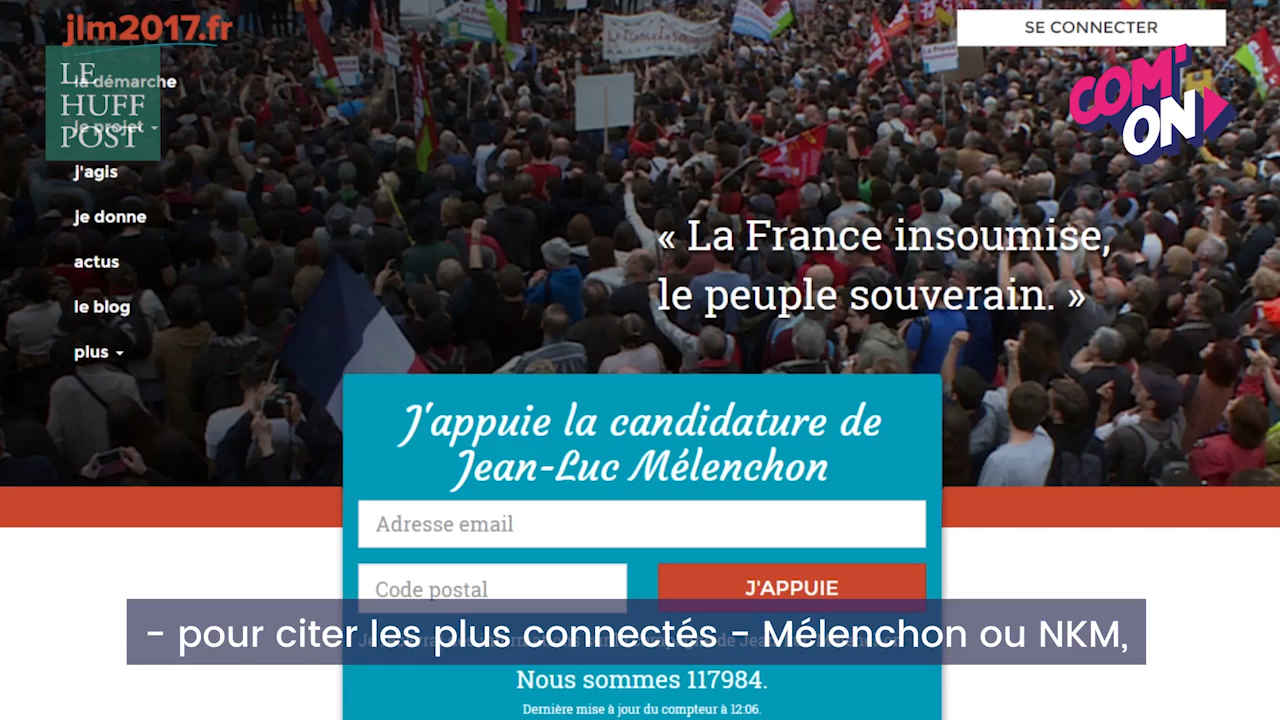 jlm2017.fr
SE CONNECTER
LE
HUFF
POST
la démarche
le projet
j'agis
je donne
actus
le blog
plus
COM'
ON
« La France insoumise,
le peuple souverain. »
J'appuie la candidature de
Jean-Luc Mélenchon
Adresse email
Code postal
J'APPUIE
- pour citer les plus connectés - Mélenchon ou NKM,
Nous sommes 117984.
Dernière mise à jour du compteur à 12:06.